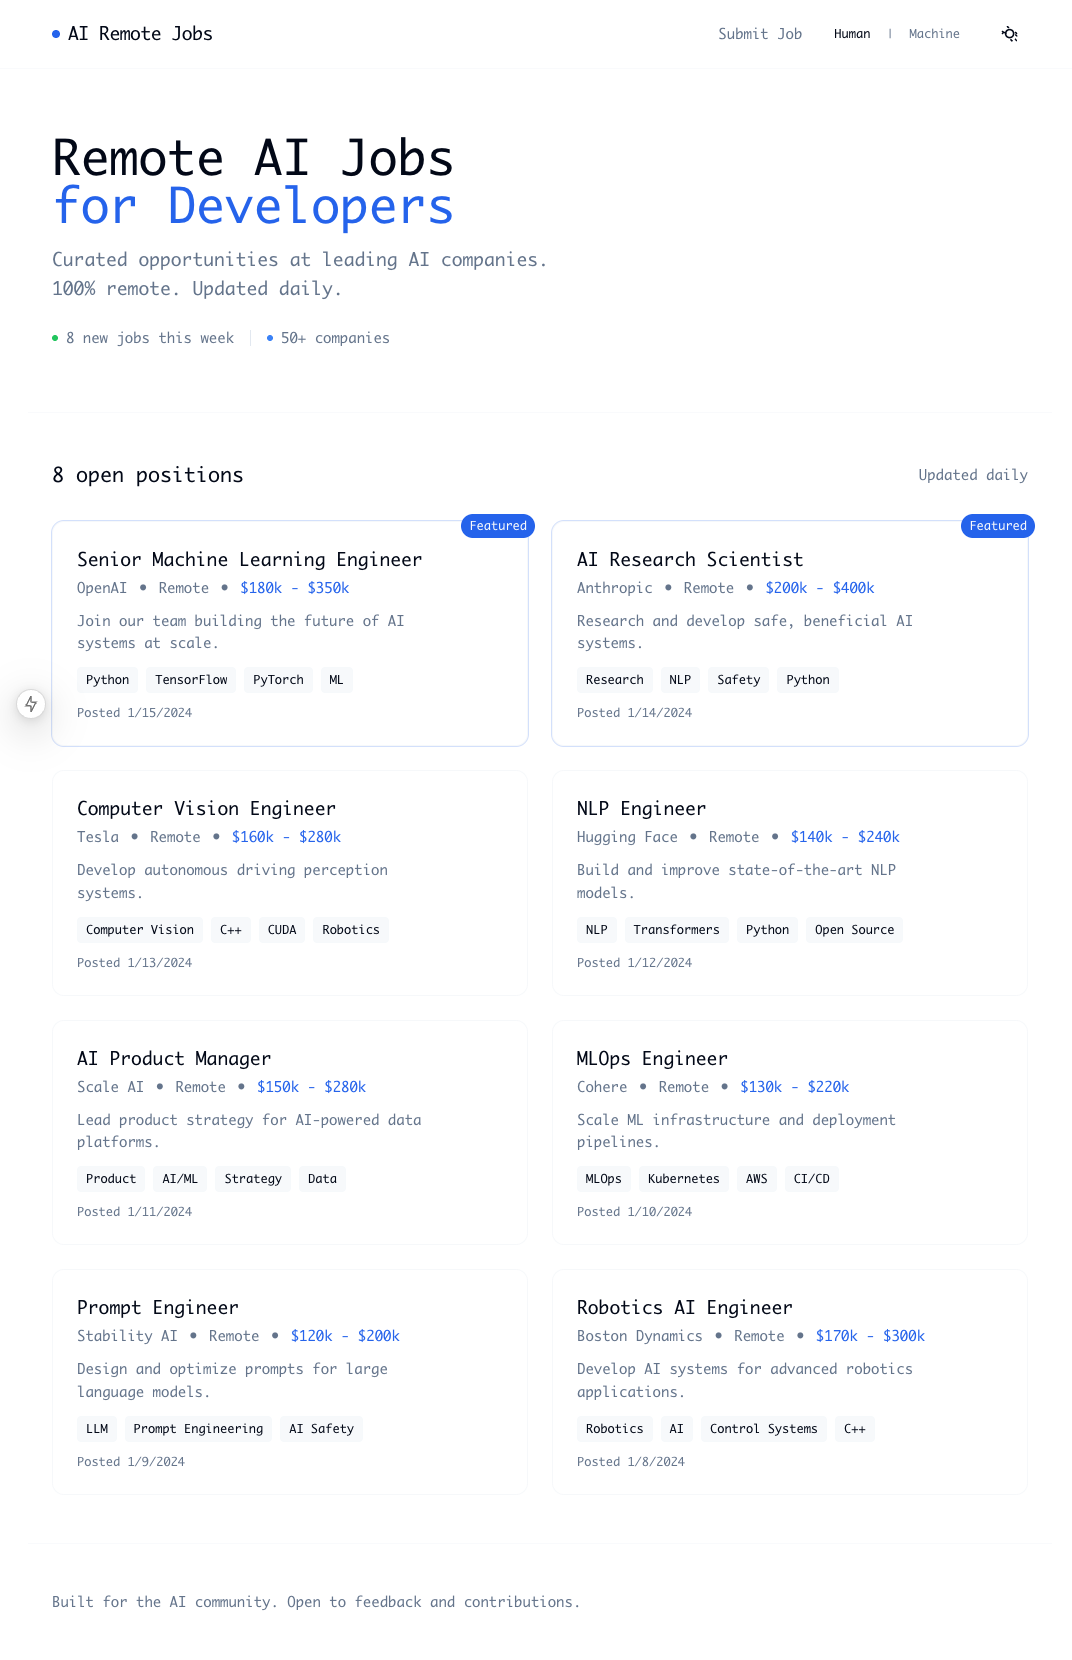 AI Remote Jobs
Submit Job
Human | Machine
Remote AI Jobs
for Developers
Curated opportunities at leading AI companies.
100% remote. Updated daily.
8 new jobs this week
50+ companies
8 open positions
Updated daily
Featured
Senior Machine Learning Engineer
OpenAI • Remote • $180k - $350k
Join our team building the future of AI
systems at scale.
Python TensorFlow PyTorch ML
Posted 1/15/2024
Featured
AI Research Scientist
Anthropic • Remote • $200k - $400k
Research and develop safe, beneficial AI
systems.
Research NLP Safety Python
Posted 1/14/2024
Computer Vision Engineer
Tesla • Remote • $160k - $280k
Develop autonomous driving perception
systems.
Computer Vision C++ CUDA Robotics
Posted 1/13/2024
NLP Engineer
Hugging Face • Remote • $140k - $240k
Build and improve state-of-the-art NLP
models.
NLP Transformers Python Open Source
Posted 1/12/2024
AI Product Manager
Scale AI • Remote • $150k - $280k
Lead product strategy for AI-powered data
platforms.
Product AI/ML Strategy Data
Posted 1/11/2024
MLOps Engineer
Cohere • Remote • $130k - $220k
Scale ML infrastructure and deployment
pipelines.
MLOps Kubernetes AWS CI/CD
Posted 1/10/2024
Prompt Engineer
Stability AI • Remote • $120k - $200k
Design and optimize prompts for large
language models.
LLM Prompt Engineering AI Safety
Posted 1/9/2024
Robotics AI Engineer
Boston Dynamics • Remote • $170k - $300k
Develop AI systems for advanced robotics
applications.
Robotics AI Control Systems C++
Posted 1/8/2024
Built for the AI community. Open to feedback and contributions.